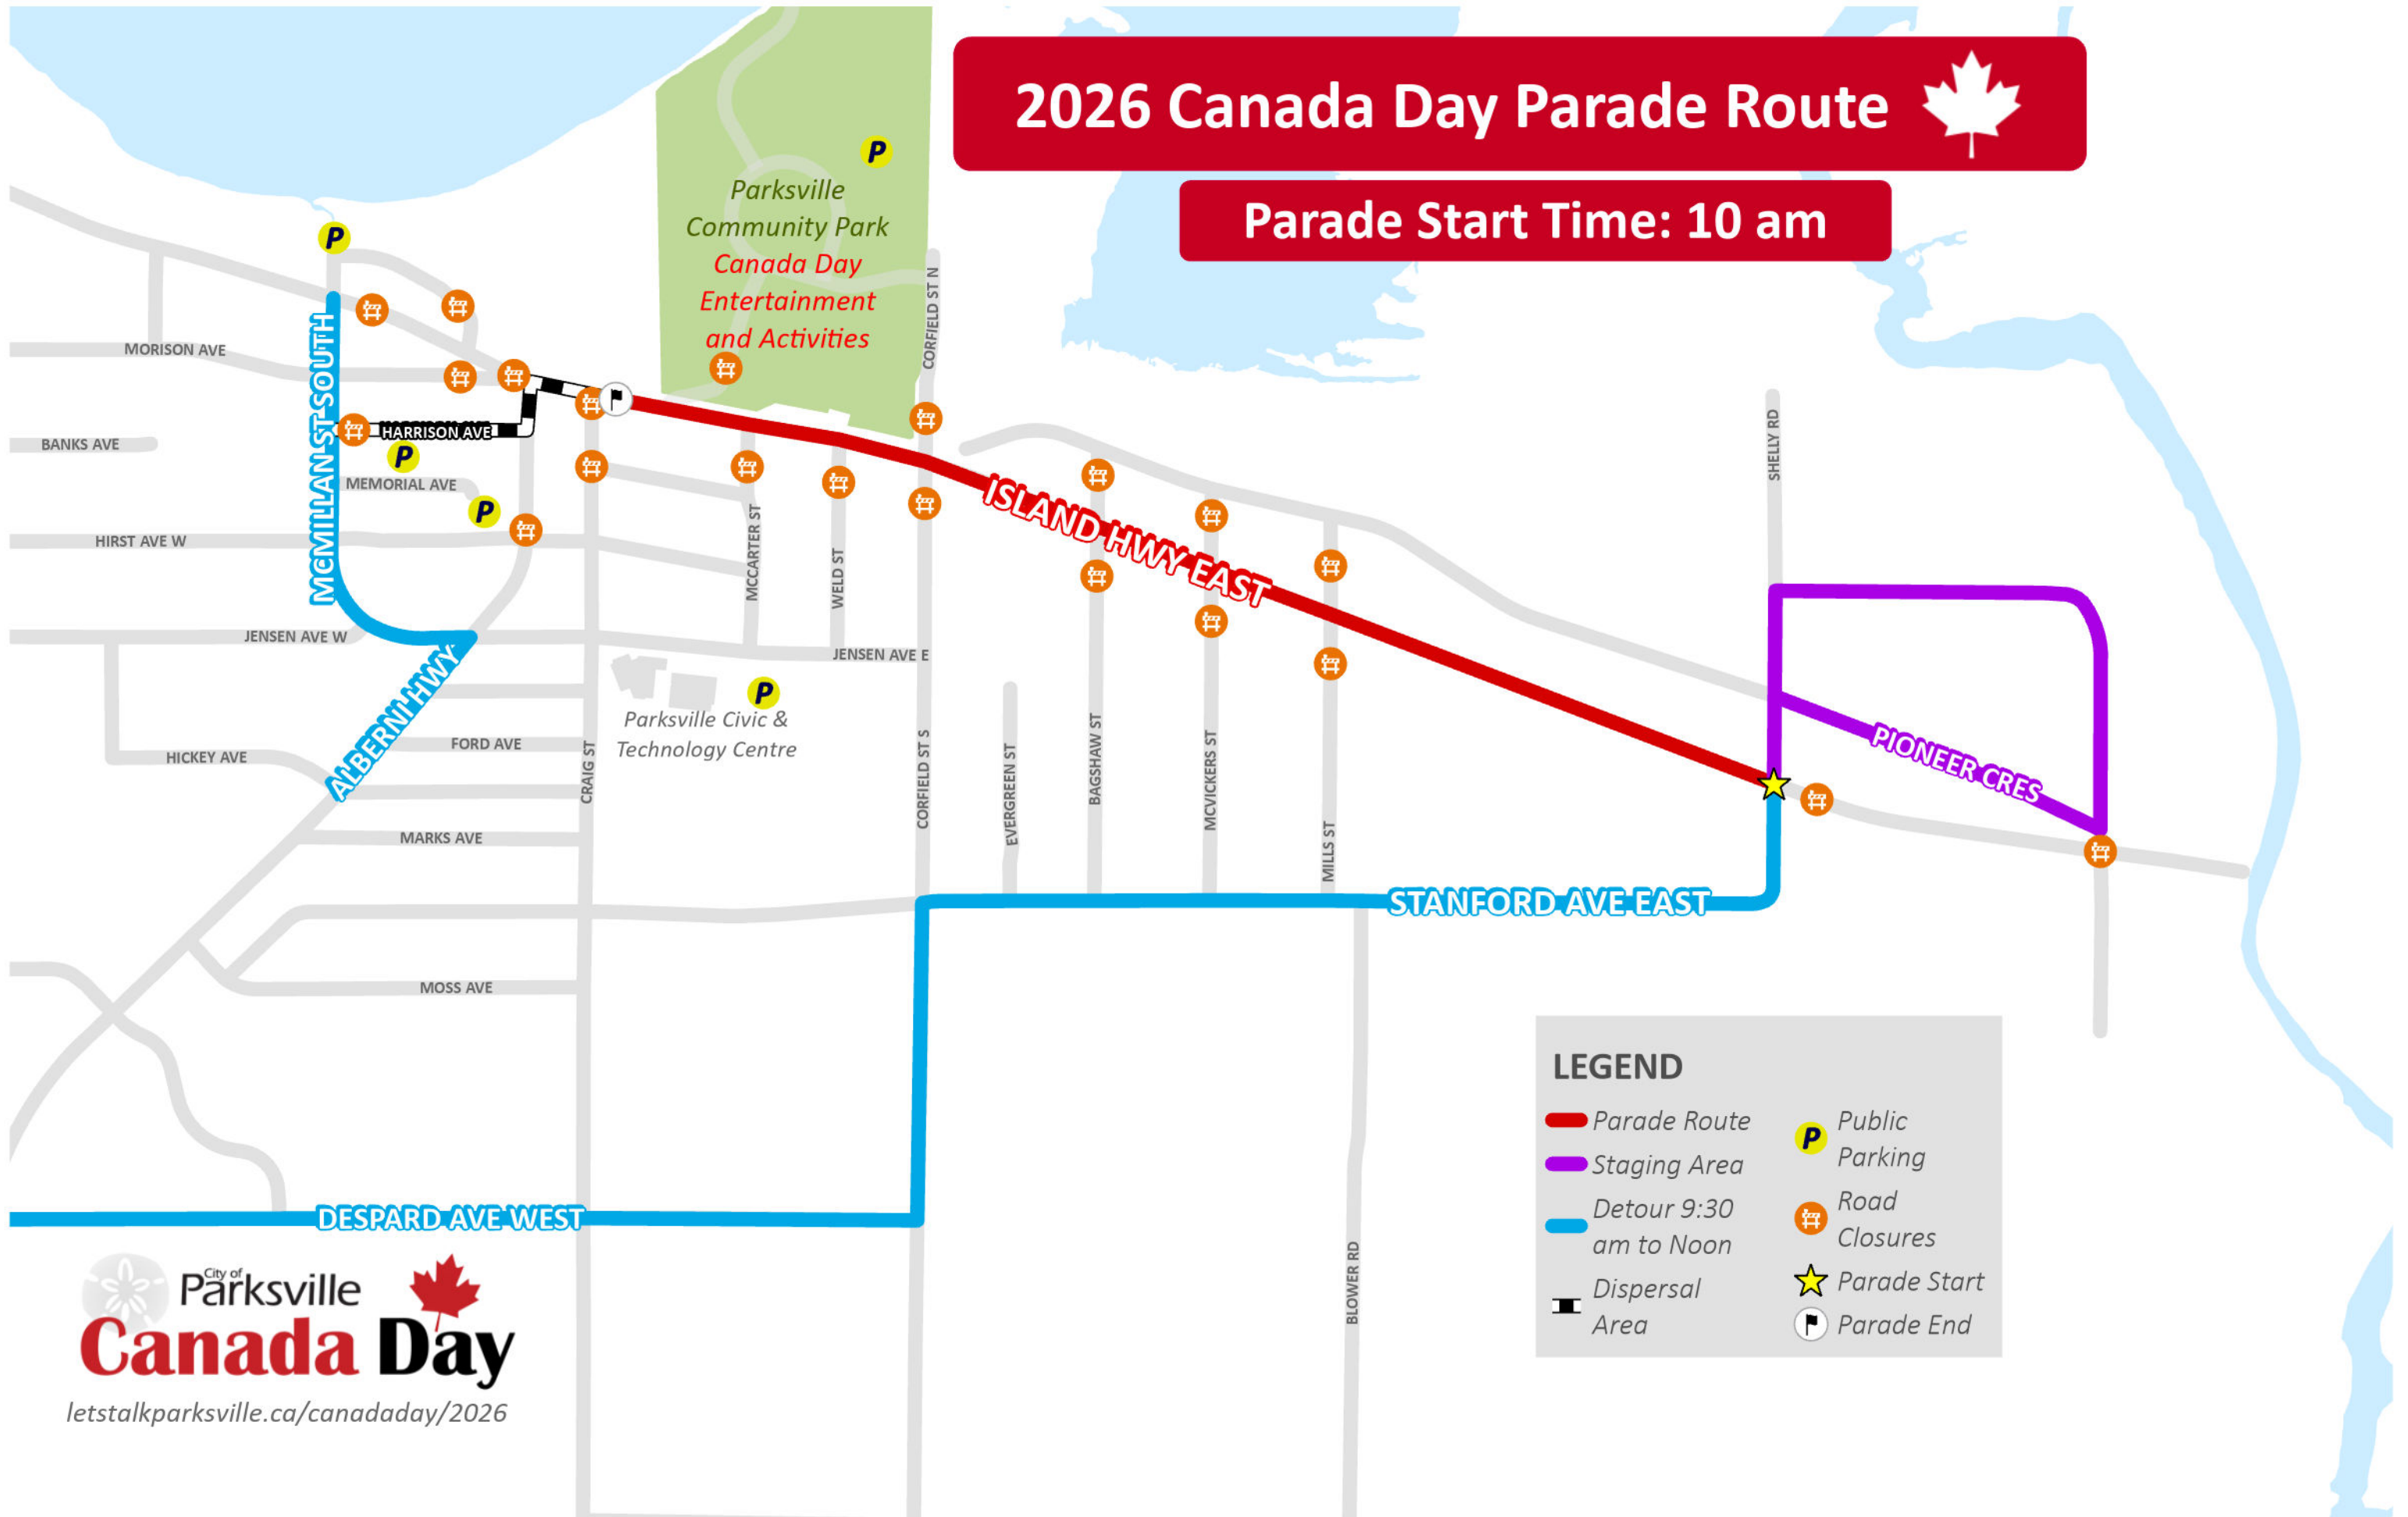 2026 Canada Day Parade Route
Parade Start Time: 10 am
P
Parksville
Community Park
Canada Day
Entertainment
and Activities
P
CORFIELD ST N
MORISON AVE
MCMILLAN ST SOUTH
HARRISON AVE
BANKS AVE
P
MEMORIAL AVE
P
HIRST AVE W
ISLAND HWY EAST
SHELLY RD
MCCARTER ST
WELD ST
JENSEN AVE W
JENSEN AVE E
ALBERNI HWY
P
Parksville Civic &
Technology Centre
FORD AVE
HICKEY AVE
CRAIG ST
CORFIELD ST S
EVERGREEN ST
BAGSHAW ST
MCVICKERS ST
MILLS ST
PIONEER CRES
MARKS AVE
STANFORD AVE EAST
MOSS AVE
DESPARD AVE WEST
BLOWER RD
LEGEND
Parade Route
Staging Area
Detour 9:30
am to Noon
Dispersal
Area
P
Public
Parking
Road
Closures
Parade Start
Parade End
City of
Parksville
Canada Day
letstalkparksville.ca/canadaday/2026